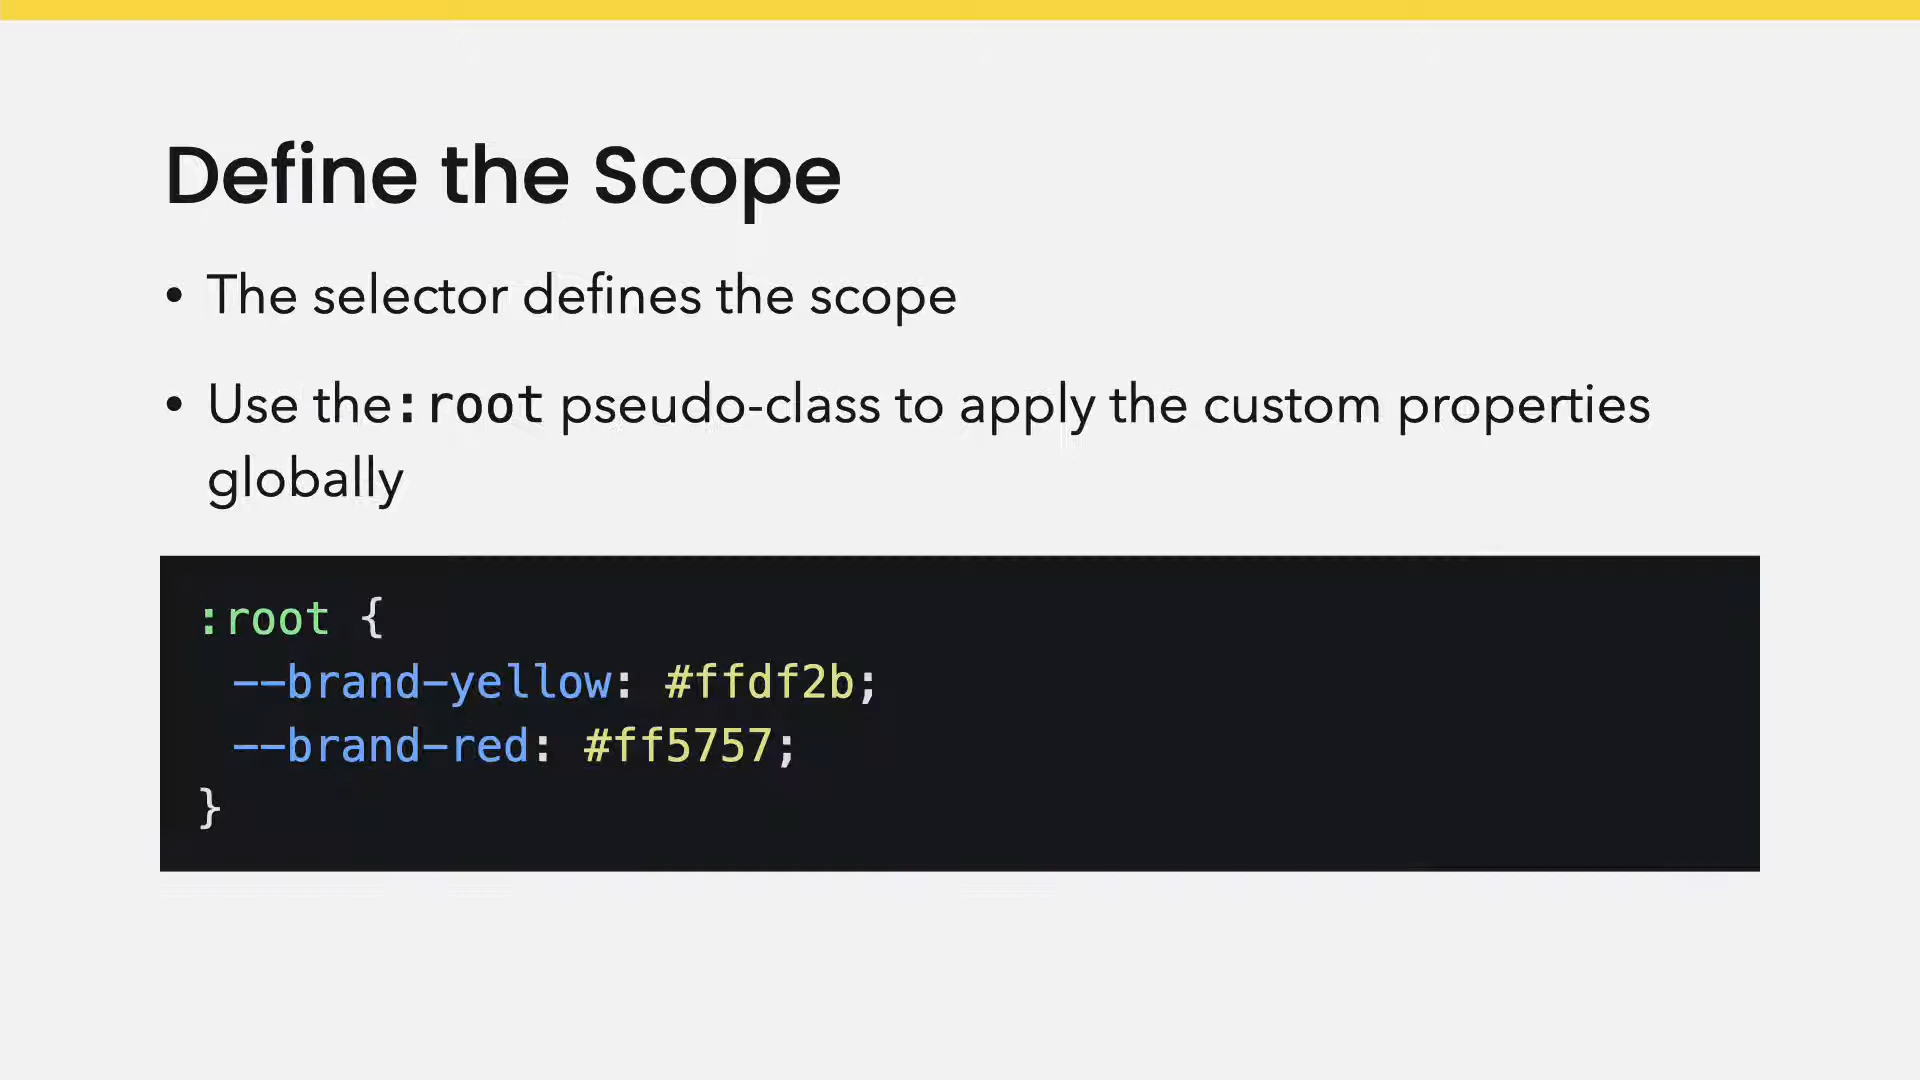 Define the Scope
• The selector defines the scope
• Use the :root pseudo-class to apply the custom properties
globally
:root {
  --brand-yellow: #ffdf2b;
  --brand-red: #ff5757;
}